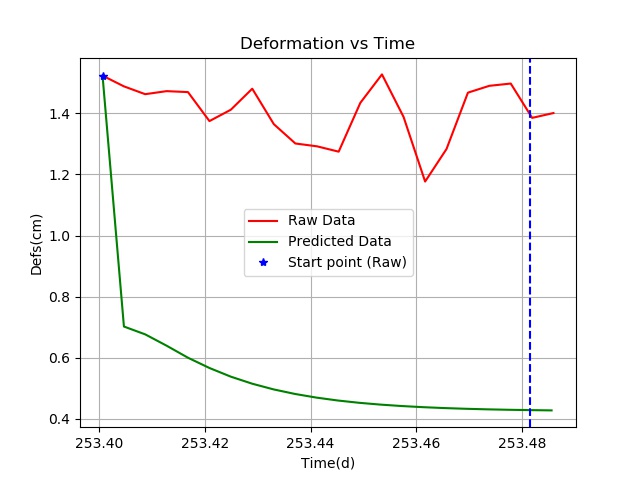 Deformation vs Time
Defs(cm)
1.4
1.2
1.0
0.8
0.6
0.4
Raw Data
Predicted Data
Start point (Raw)
253.40 253.42 253.44 253.46 253.48
Time(d)